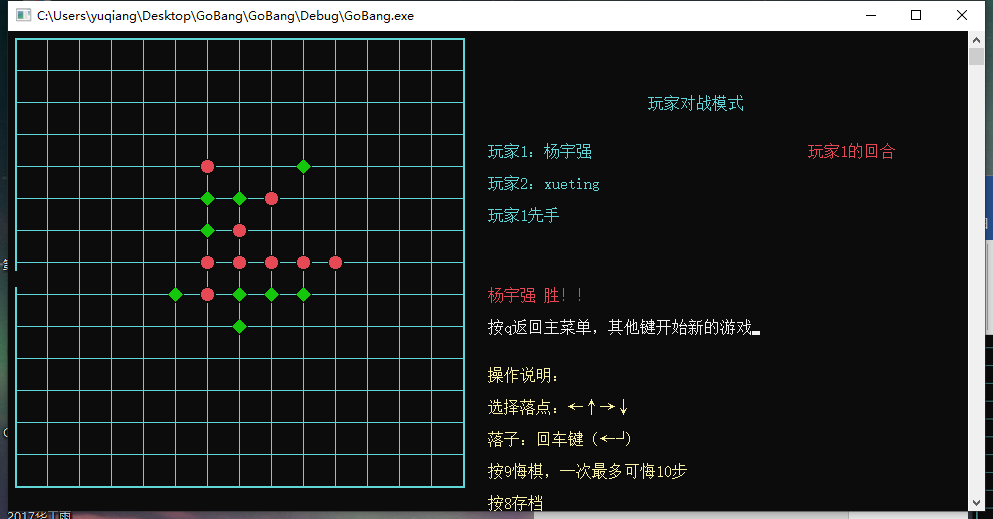 C:\Users\yuqiang\Desktop\GoBang\GoBang\Debug\GoBang.exe
玩家对战模式
玩家1：杨宇强
玩家1的回合
玩家2：xueting
玩家1先手
杨宇强 胜！！
按q返回主菜单，其他键开始新的游戏
操作说明：
选择落点：←↑→↓
落子：回车键（←┘）
按9悔棋，一次最多可悔10步
按8存档